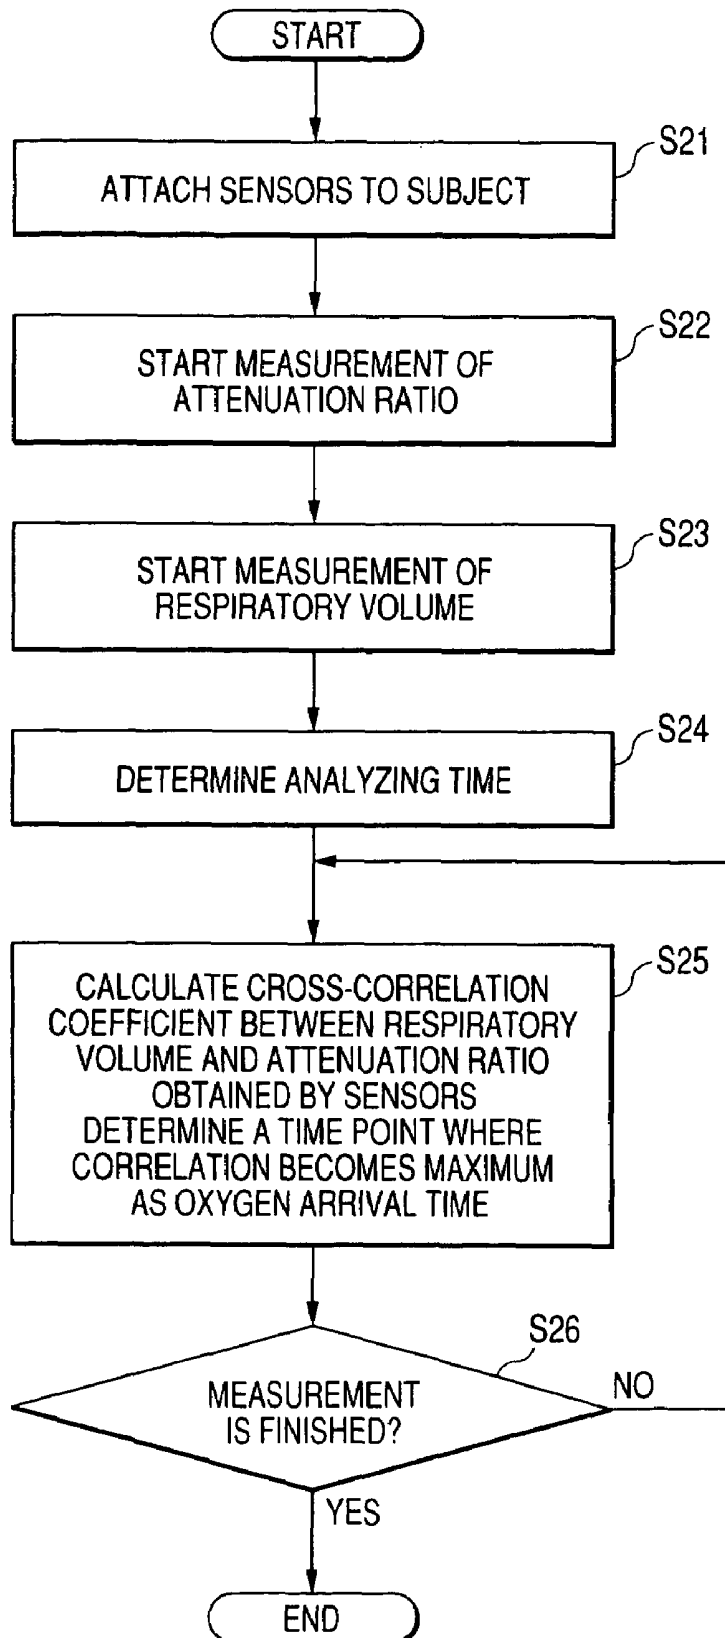 START
S21
ATTACH SENSORS TO SUBJECT
S22
START MEASUREMENT OF
ATTENUATION RATIO
S23
START MEASUREMENT OF
RESPIRATORY VOLUME
S24
DETERMINE ANALYZING TIME
S25
CALCULATE CROSS-CORRELATION
COEFFICIENT BETWEEN RESPIRATORY
VOLUME AND ATTENUATION RATIO
OBTAINED BY SENSORS
DETERMINE A TIME POINT WHERE
CORRELATION BECOMES MAXIMUM
AS OXYGEN ARRIVAL TIME
S26
MEASUREMENT
IS FINISHED?
NO
YES
END